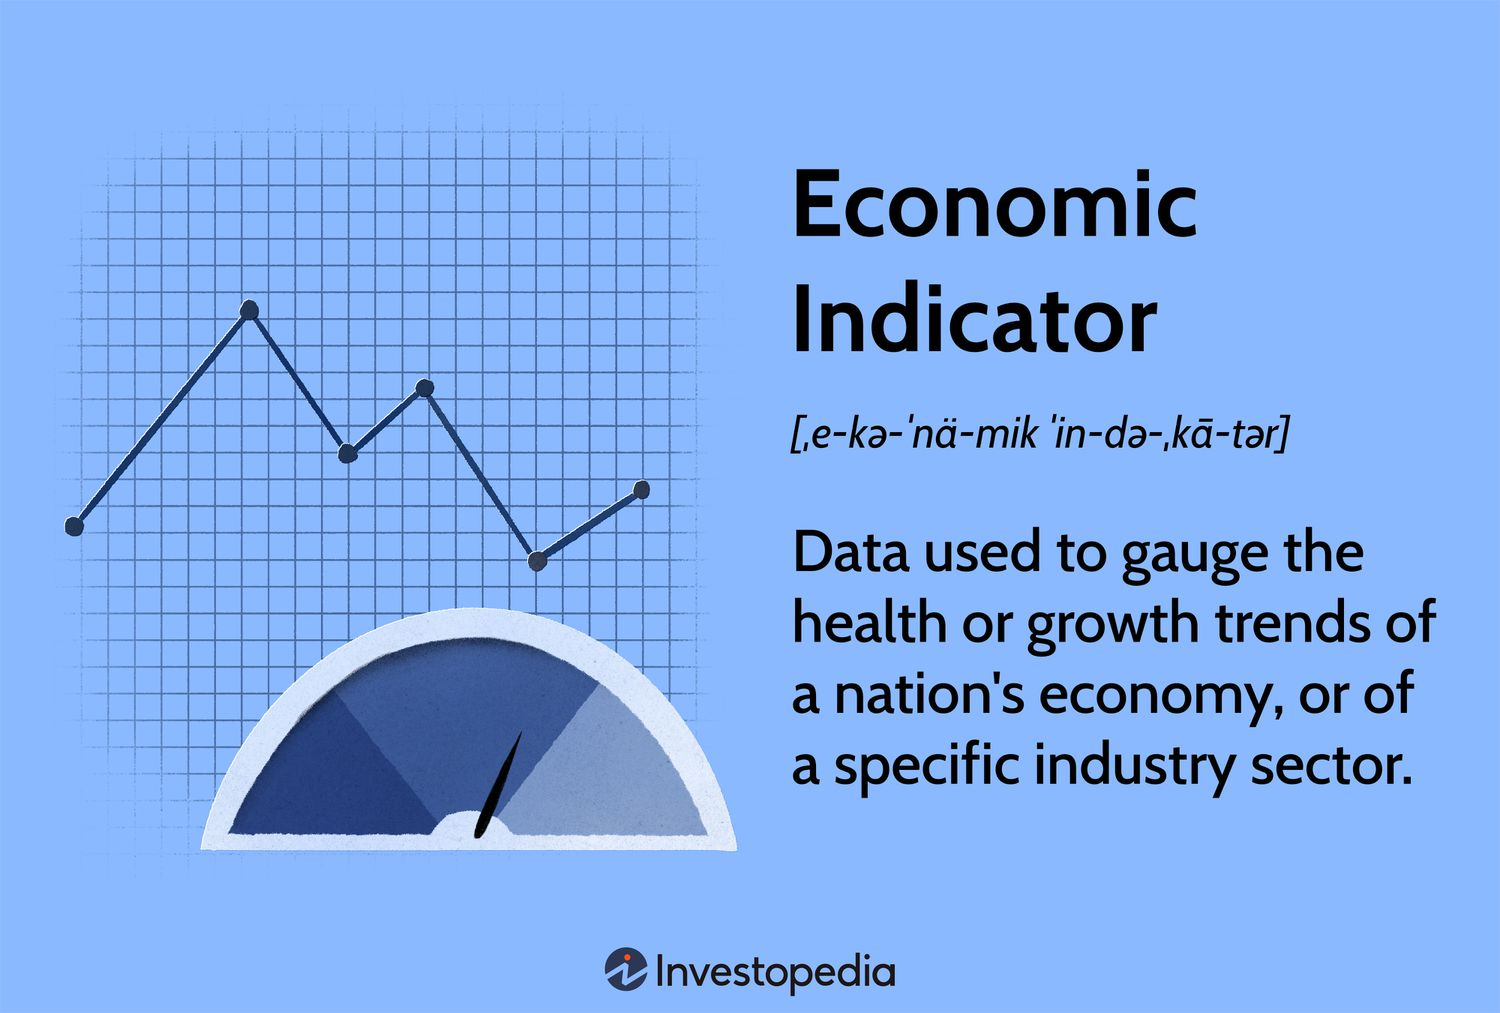 Economic
Indicator
[ˌe-kə-ˈnä-mik ˈin-də-ˌkā-tər]
Data used to gauge the
health or growth trends of
a nation's economy, or of
a specific industry sector.
Investopedia